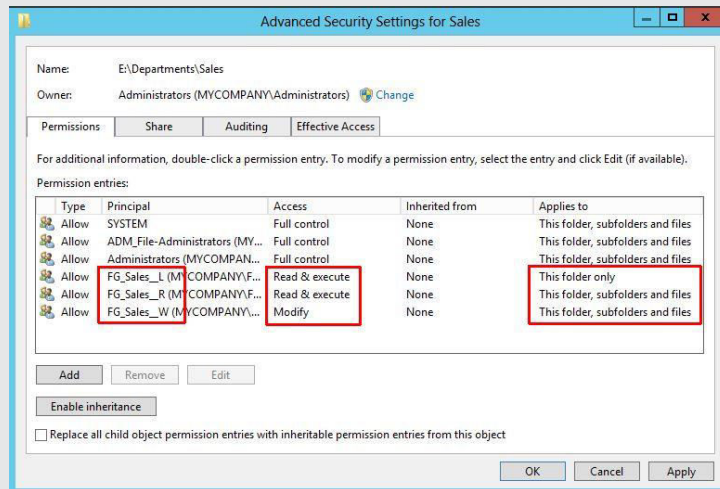 Advanced Security Settings for Sales
Name: E:\Departments\Sales
Owner: Administrators (MYCOMPANY\Administrators) Change
Permissions Share Auditing Effective Access
For additional information, double-click a permission entry. To modify a permission entry, select the entry and click Edit (if available).
Permission entries:
Type Principal Access Inherited from Applies to
Allow SYSTEM Full control None This folder, subfolders and files
Allow ADM_File-Administrators (MY... Full control None This folder, subfolders and files
Allow Administrators (MYCOMPAN... Full control None This folder, subfolders and files
Allow FG_Sales__L (MYCOMPANY\F... Read & execute None This folder only
Allow FG_Sales__R (MYCOMPANY\F... Read & execute None This folder, subfolders and files
Allow FG_Sales__W (MYCOMPANY\... Modify None This folder, subfolders and files
Add Remove Edit
Enable inheritance
Replace all child object permission entries with inheritable permission entries from this object
OK Cancel Apply